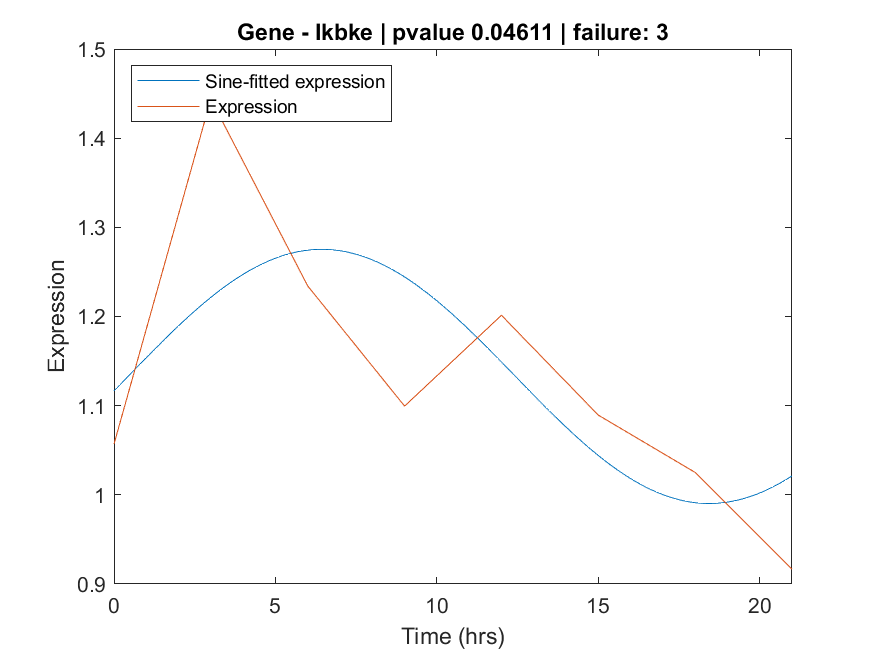 Gene - Ikbke | pvalue 0.04611 | failure: 3
1.5
Sine-fitted expression
Expression
1.4
1.3
1.2
1.1
1
0.9
Expression
0
5
10
15
20
Time (hrs)